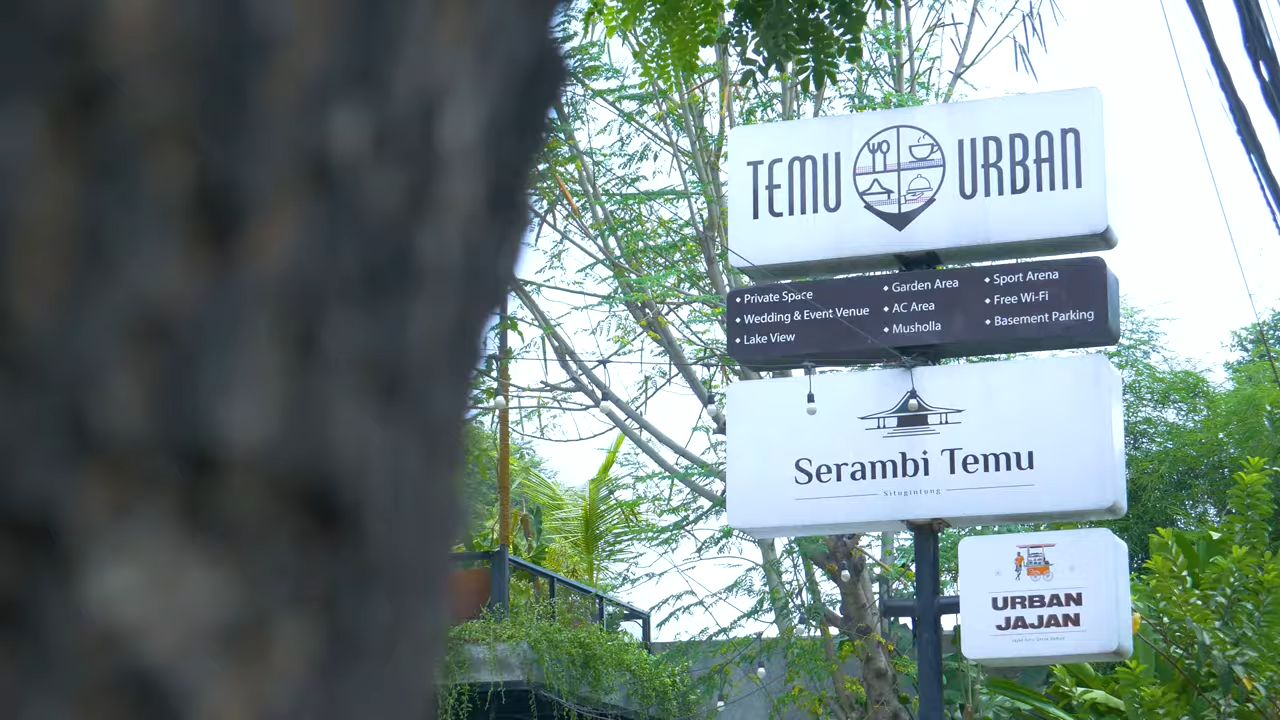 TEMU URBAN
Private Space
Wedding & Event Venue
Lake View
Garden Area
AC Area
Musholla
Sport Arena
Free Wi-Fi
Basement Parking
Serambi Temu
Situgintung
URBAN
JAJAN